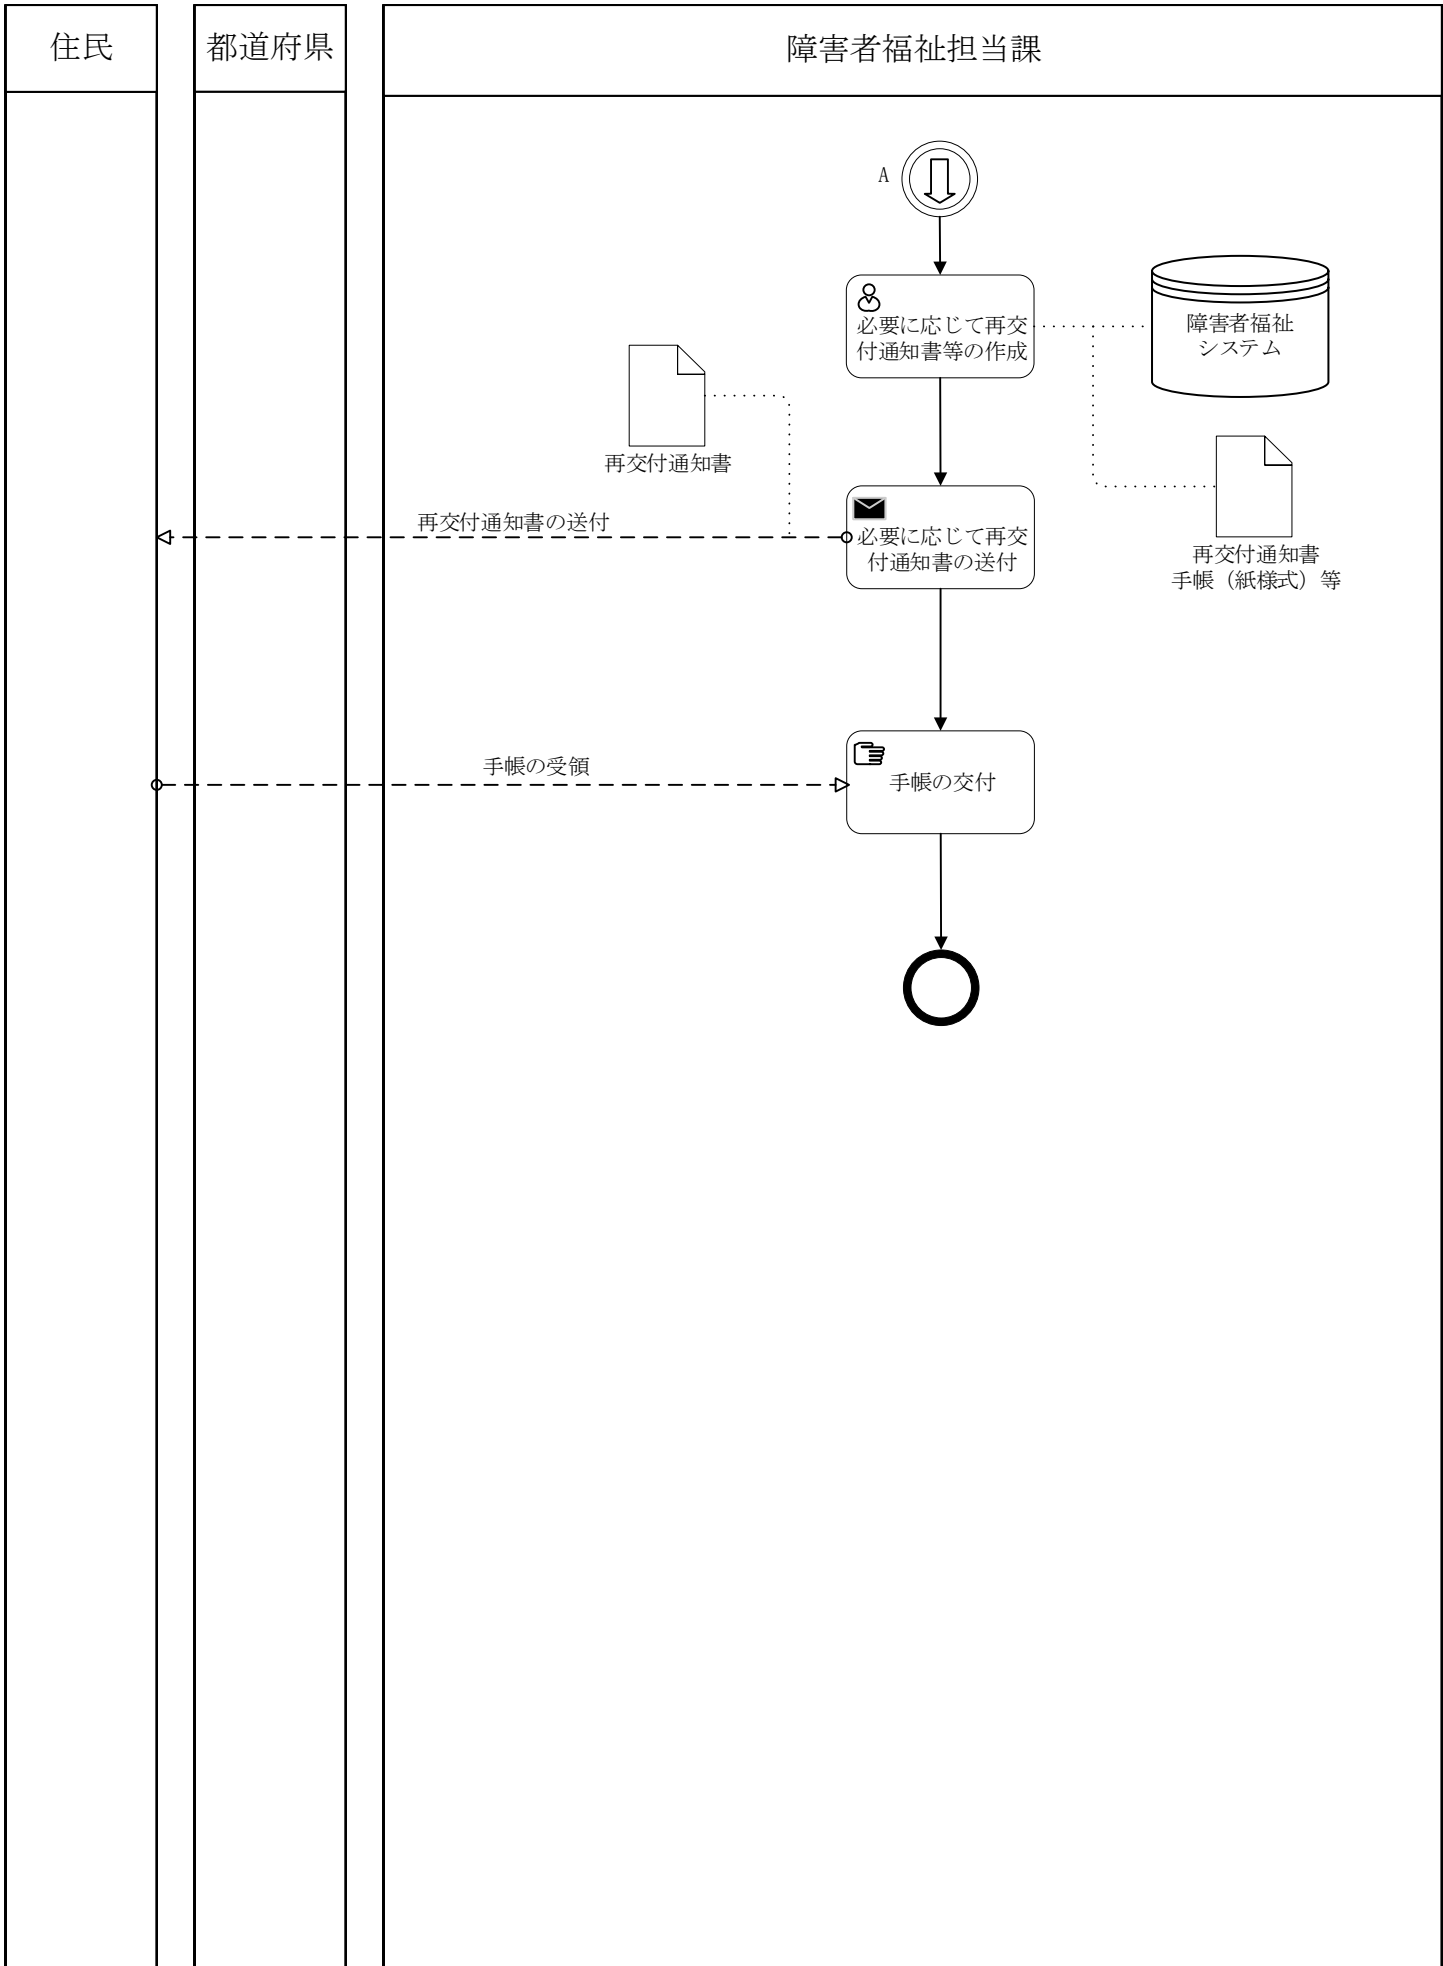 住民
都道府県
障害者福祉担当課
A
必要に応じて再交
付通知書等の作成
障害者福祉
システム
再交付通知書
再交付通知書の送付
必要に応じて再交
付通知書の送付
再交付通知書
手帳（紙様式）等
手帳の受領
手帳の交付